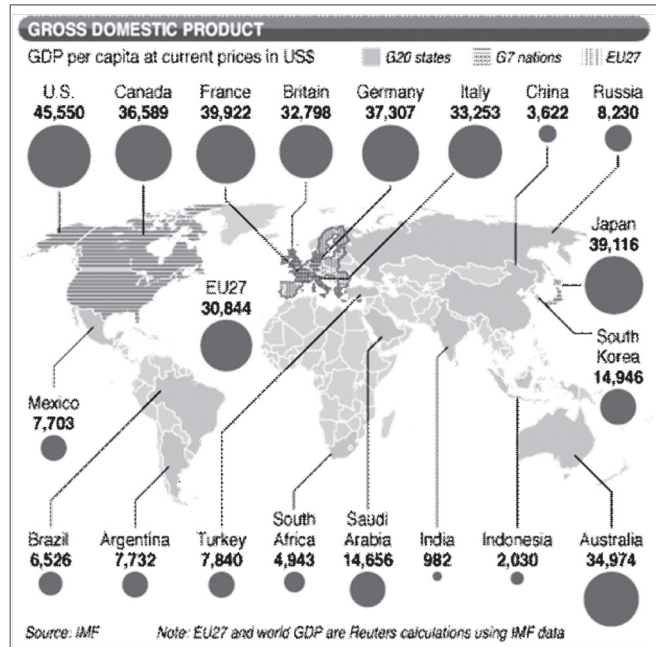 GROSS DOMESTIC PRODUCT
GDP per capita at current prices in US$
G20 states
G7 nations
EU27
U.S.
45,550
Canada
36,589
France
39,922
Britain
32,798
Germany
37,307
Italy
33,253
China
3,622
Russia
8,230
Japan
39,116
EU27
30,844
South
Korea
14,946
Mexico
7,703
Brazil
6,526
Argentina
7,732
Turkey
7,840
South
Africa
4,943
Saudi
Arabia
14,656
India
982
Indonesia
2,030
Australia
34,974
Source: IMF
Note: EU27 and world GDP are Reuters calculations using IMF data